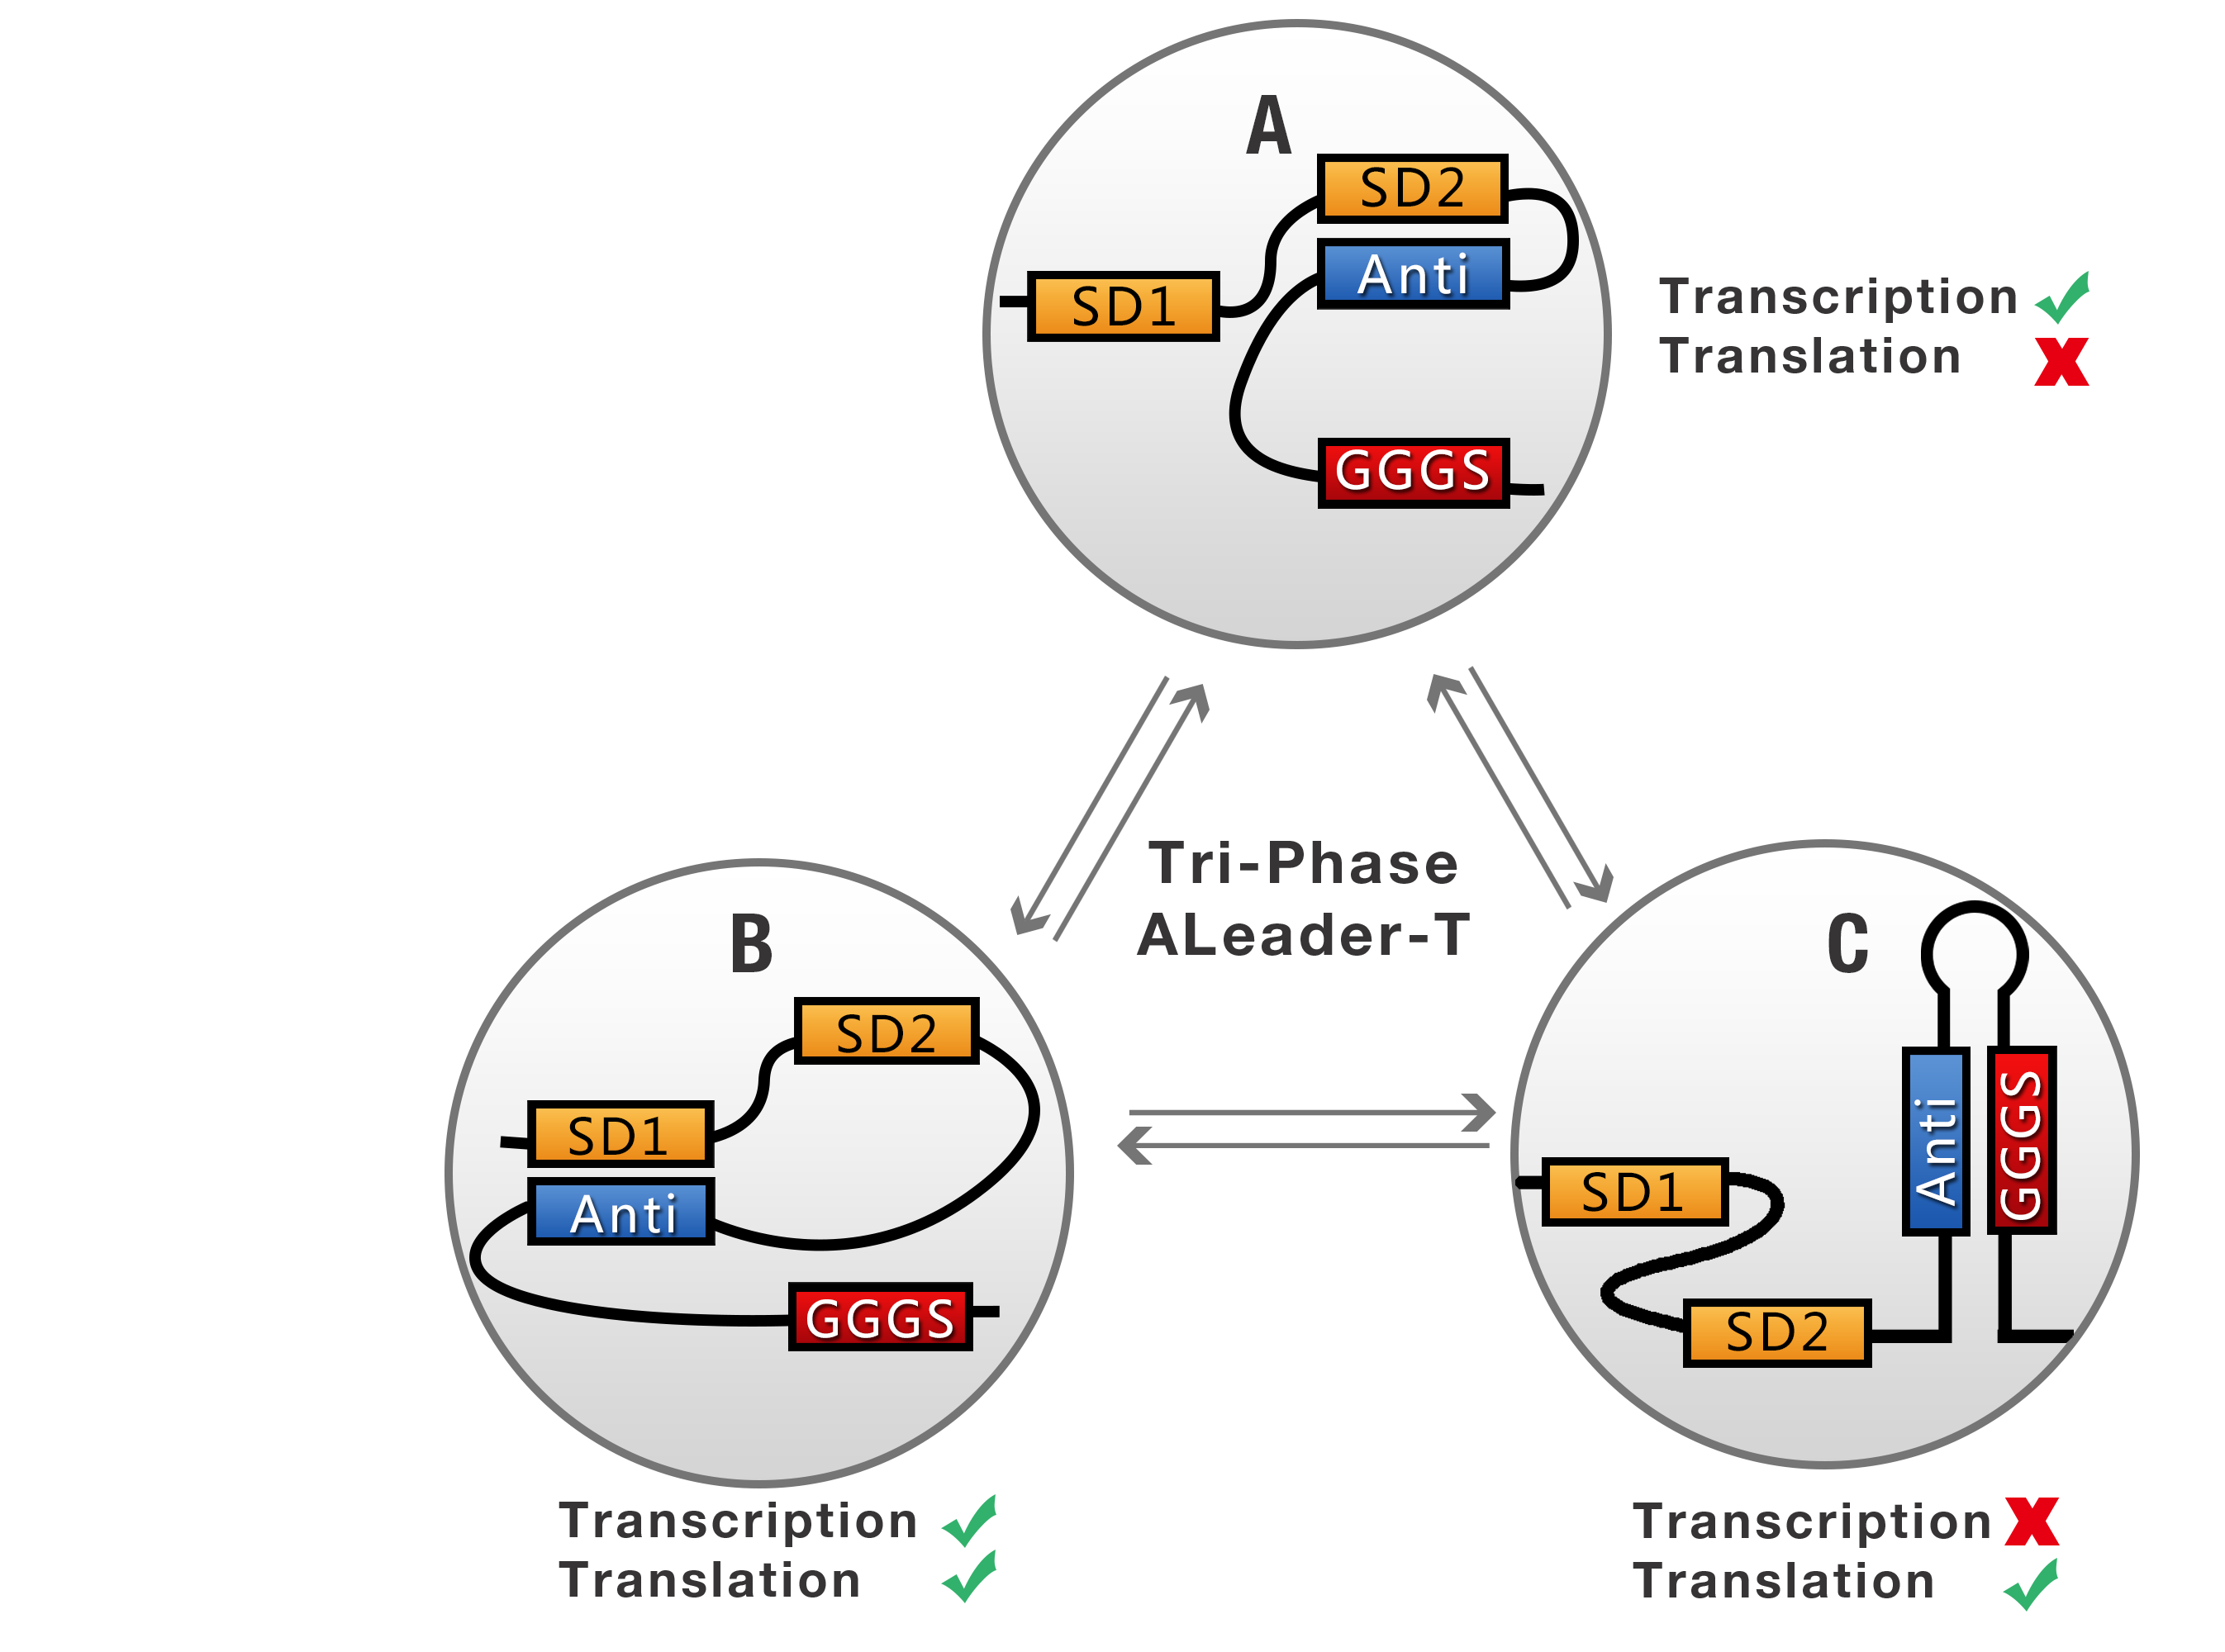 A
SD2
Anti
SD1
GGGS
Transcription
Translation
Tri-Phase
ALeader-T
B
SD2
SD1
Anti
GGGS
Transcription
Translation
C
Anti
GGGS
SD1
SD2
Transcription
Translation